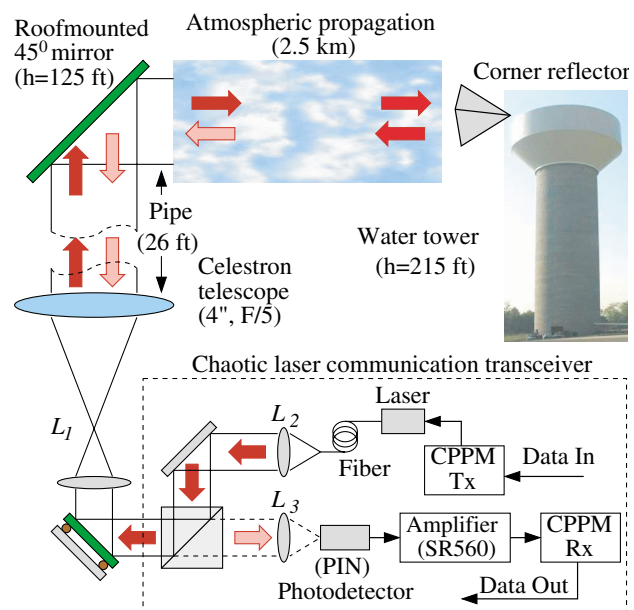 Roofmounted
45⁰ mirror
(h=125 ft)
Atmospheric propagation
(2.5 km)
Corner reflector
Pipe
(26 ft)
Water tower
(h=215 ft)
Celestron
telescope
(4", F/5)
Chaotic laser communication transceiver
L1
L2
Laser
Fiber
CPPM
Tx
Data In
L3
(PIN)
Photodetector
Amplifier
(SR560)
CPPM
Rx
Data Out